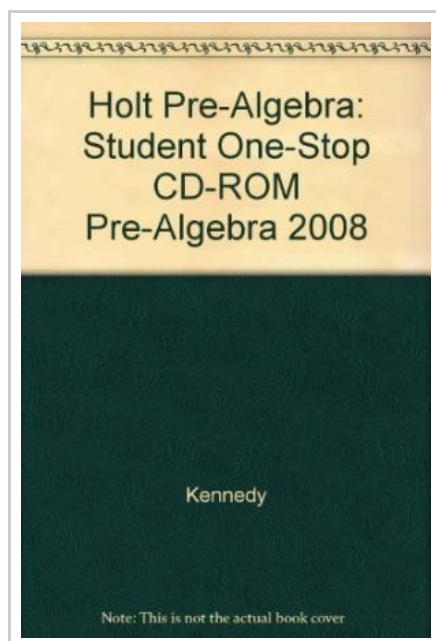 Holt Pre-Algebra:
Student One-Stop
CD-ROM
Pre-Algebra 2008
Kennedy
Note: This is not the actual book cover